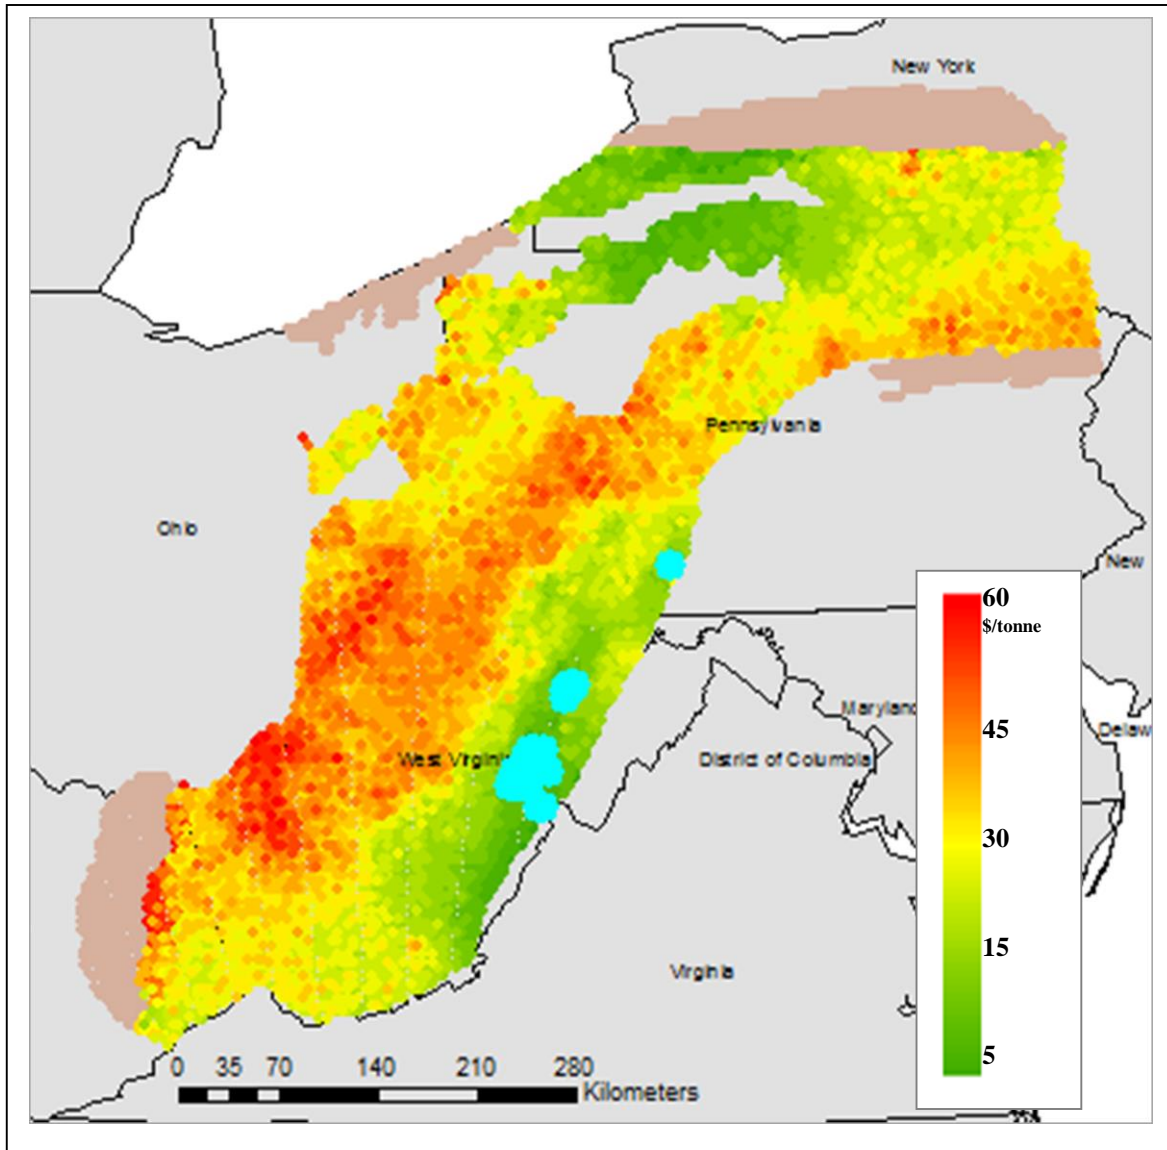 New York
Pennsylvania
Ohio
New
60
$/tonne
Maryland
45
Delaw
West Virginia
District of Columbia
30
15
Virginia
5
0 35 70 140 210 280
Kilometers